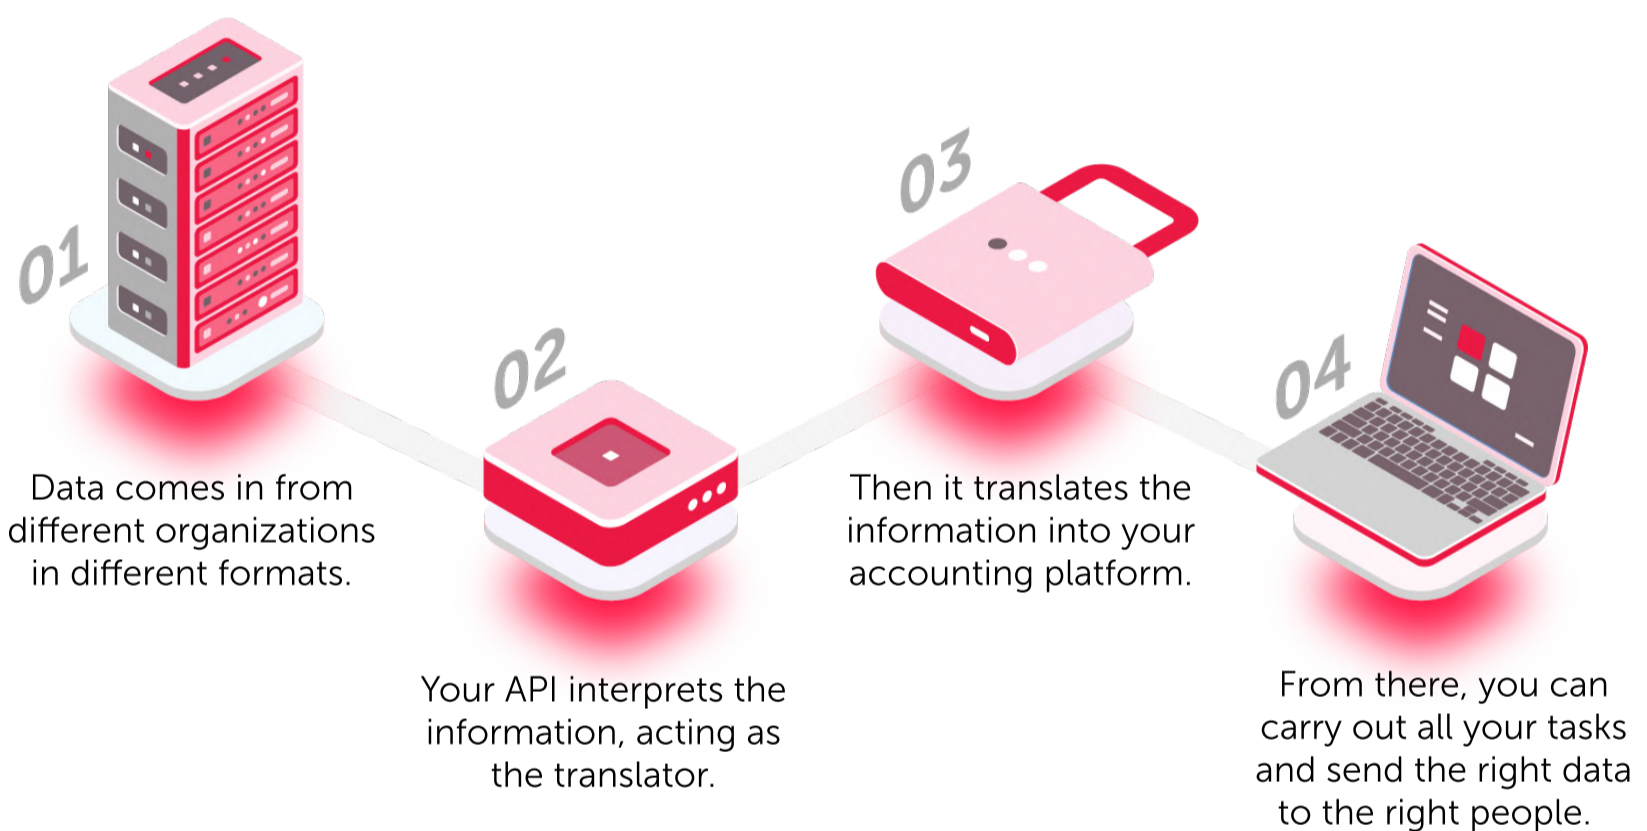 01
Data comes in from
different organizations
in different formats.
02
Your API interprets the
information, acting as
the translator.
03
Then it translates the
information into your
accounting platform.
04
From there, you can
carry out all your tasks
and send the right data
to the right people.